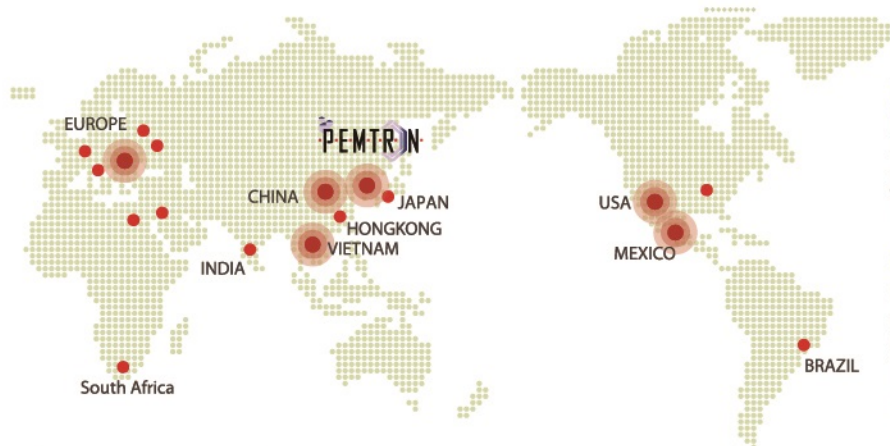 EUROPE
PEMTRON
CHINA
JAPAN
USA
HONGKONG
VIETNAM
MEXICO
INDIA
BRAZIL
South Africa